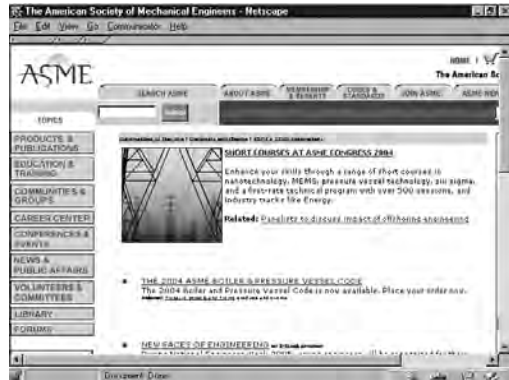 The American Society of Mechanical Engineers - Netscape
File Edit View Go Communicator Help
ASME
HOME |
The American So
SEARCH ASME
ABOUT ASME
MEMBERSHIP & BENEFITS
CODES & STANDARDS
JOIN ASME
ASME NEW
TOPICS
PRODUCTS &
PUBLICATIONS
EDUCATION &
TRAINING
COMMUNITIES &
GROUPS
CAREER CENTER
CONFERENCES &
EVENTS
NEWS &
PUBLIC AFFAIRS
VOLUNTEERS &
COMMITTEES
LIBRARY
FORUMS
SHORT COURSES AT ASME CONGRESS 2004
Enhance your skills through a range of short courses in
nanotechnology, MEMS, pressure vessel technology, six sigma,
and a first-rate technical program with over 500 sessions, and
industry tracks like Energy.
Related: Panelists to discuss impact of offshoring engineering
THE 2004 ASME BOILER & PRESSURE VESSEL CODE
The 2004 Boiler and Pressure Vessel Code is now available. Place your order now.
NEW FACES OF ENGINEERING
Document: Done